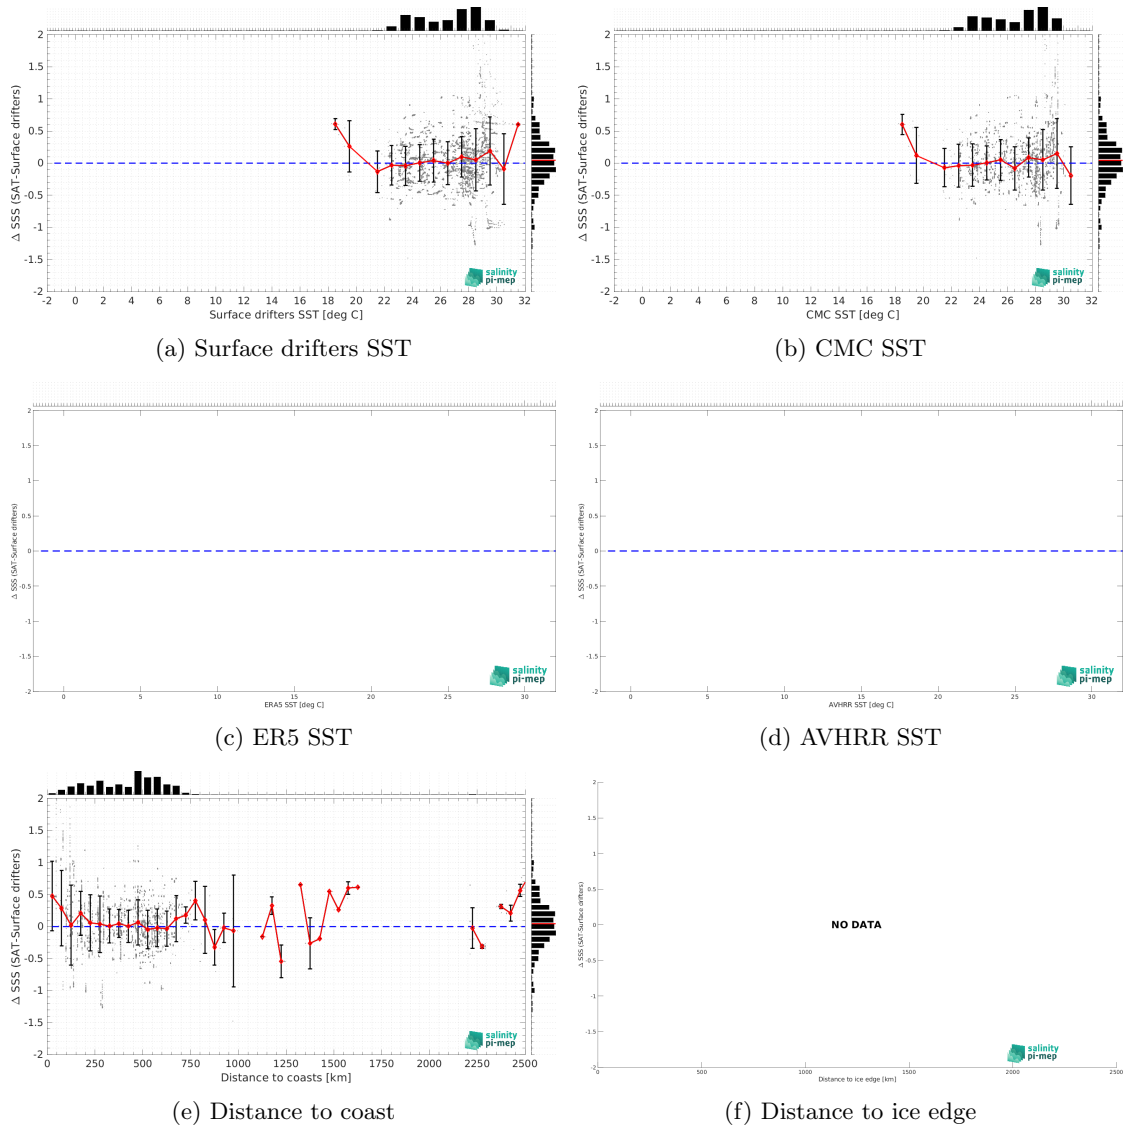 2
1.5
1
0.5
0
-0.5
-1
-1.5
-2
Δ SSS (SAT-Surface drifters)
-2 0 2 4 6 8 10 12 14 16 18 20 22 24 26 28 30 32
Surface drifters SST [deg C]
salinity
pi-mep
(a) Surface drifters SST
2
1.5
1
0.5
0
-0.5
-1
-1.5
-2
Δ SSS (SAT-Surface drifters)
-2 0 2 4 6 8 10 12 14 16 18 20 22 24 26 28 30 32
CMC SST [deg C]
salinity
pi-mep
(b) CMC SST
2
1.5
1
0.5
0
-0.5
-1
-1.5
-2
Δ SSS (SAT-Surface drifters)
0 5 10 15 20 25 30
ERA5 SST [deg C]
salinity
pi-mep
(c) ER5 SST
2
1.5
1
0.5
0
-0.5
-1
-1.5
-2
Δ SSS (SAT-Surface drifters)
0 5 10 15 20 25 30
AVHRR SST [deg C]
salinity
pi-mep
(d) AVHRR SST
2
1.5
1
0.5
0
-0.5
-1
-1.5
-2
Δ SSS (SAT-Surface drifters)
0 250 500 750 1000 1250 1500 1750 2000 2250 2500
Distance to coasts [km]
salinity
pi-mep
(e) Distance to coast
2
1.5
1
0.5
0
-0.5
-1
-1.5
-2
Δ SSS (SAT-Surface drifters)
NO DATA
0 500 1000 1500 2000 2500
Distance to ice edge [km]
salinity
pi-mep
(f) Distance to ice edge